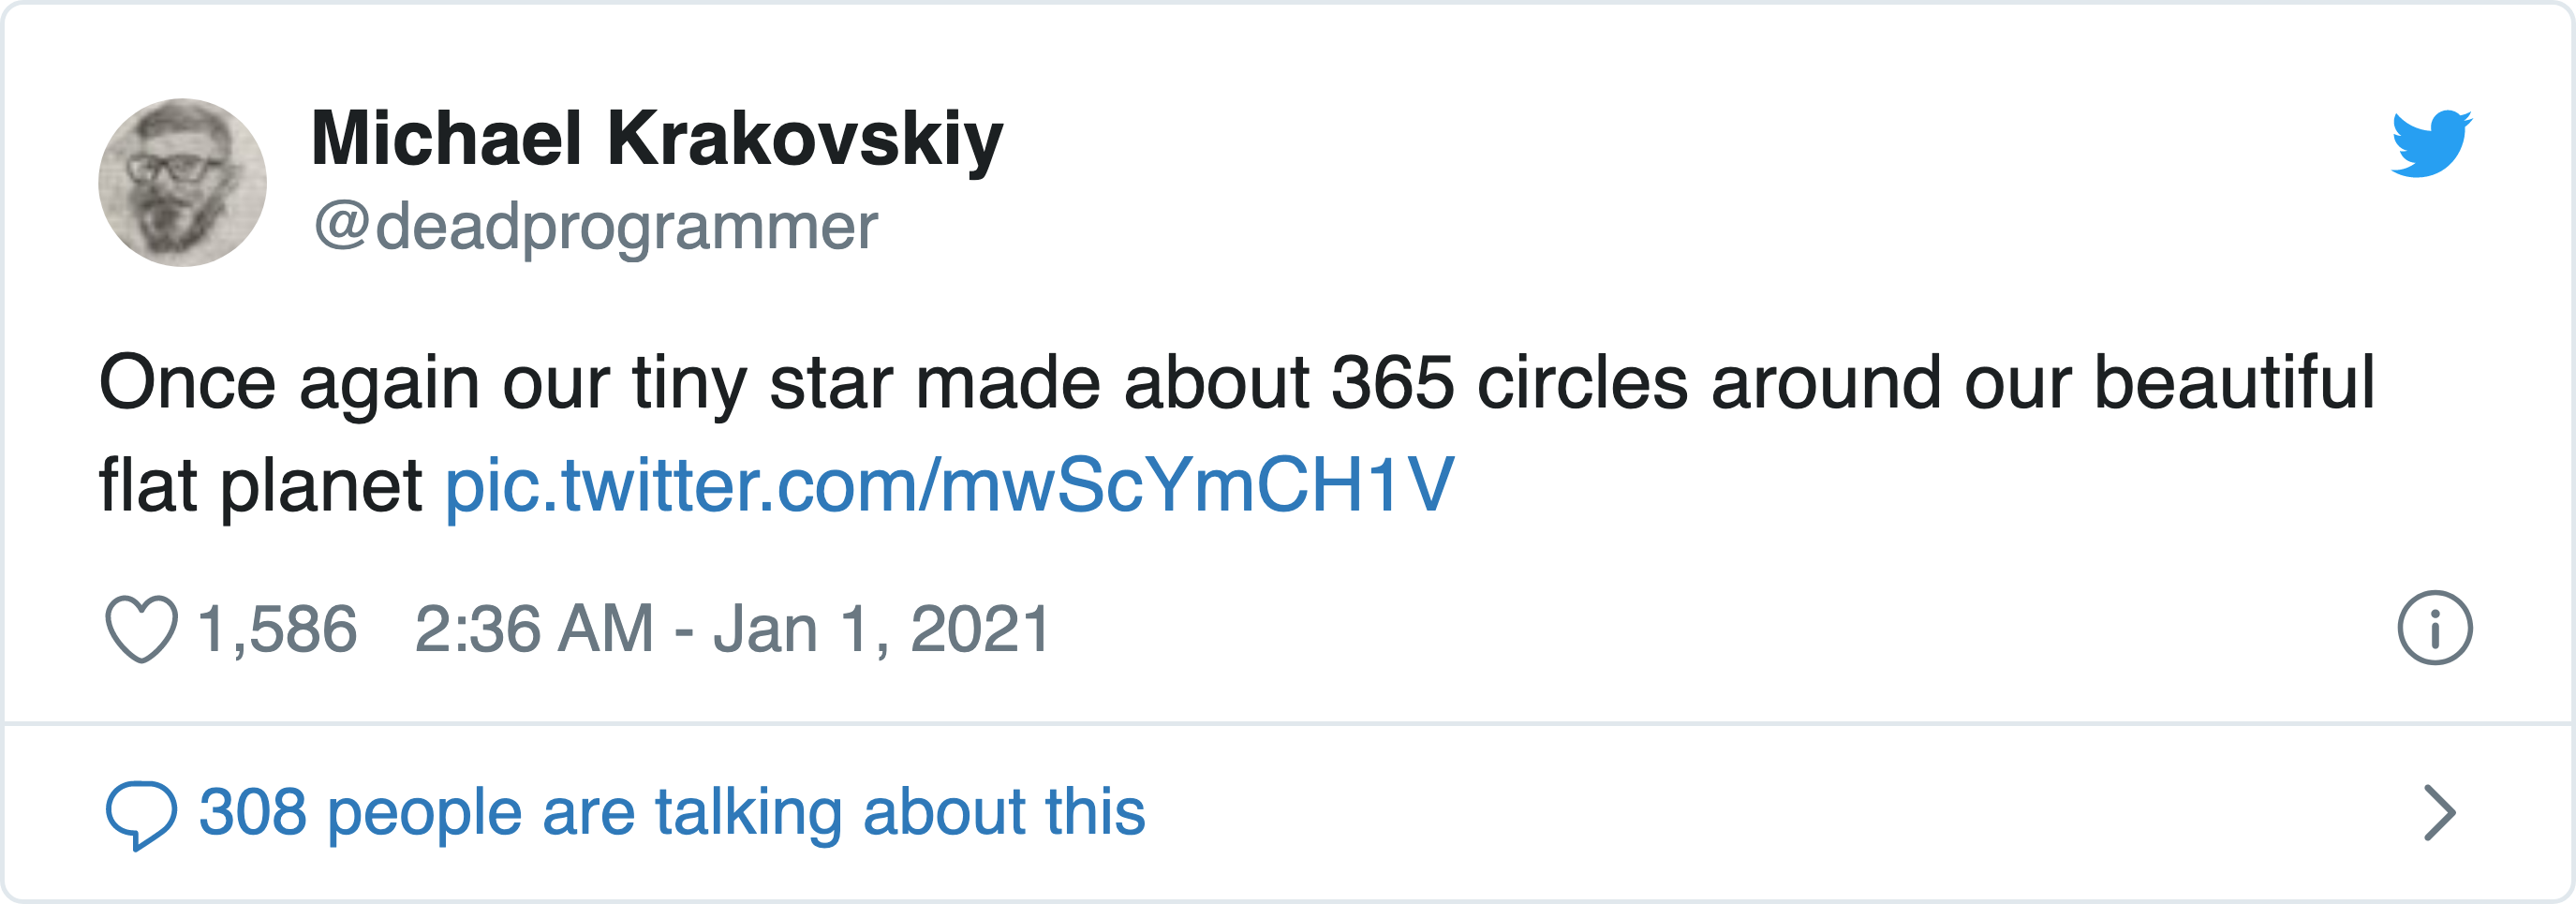 Michael Krakovskiy
@deadprogrammer
Once again our tiny star made about 365 circles around our beautiful
flat planet pic.twitter.com/mwScYmCH1V
1,586 2:36 AM - Jan 1, 2021
308 people are talking about this